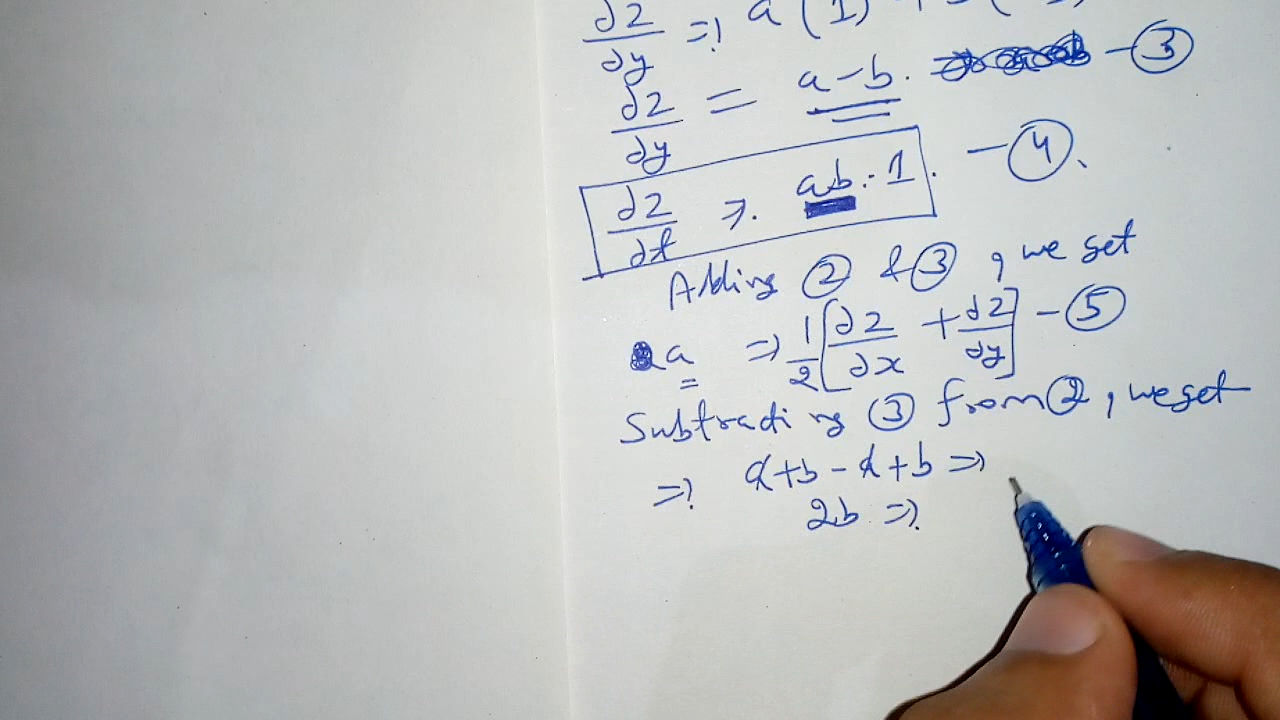 ∂z/∂y =>! a(1)
∂z/∂y = a-b. -③
∂z/∂t =>. ab.1. -④.
Adding ② & ③, we get
a => 1/2[∂z/∂x + ∂z/∂y] -⑤
Subtracting ③ from ②, we get
=>! a+b-a+b =>
2b =>.